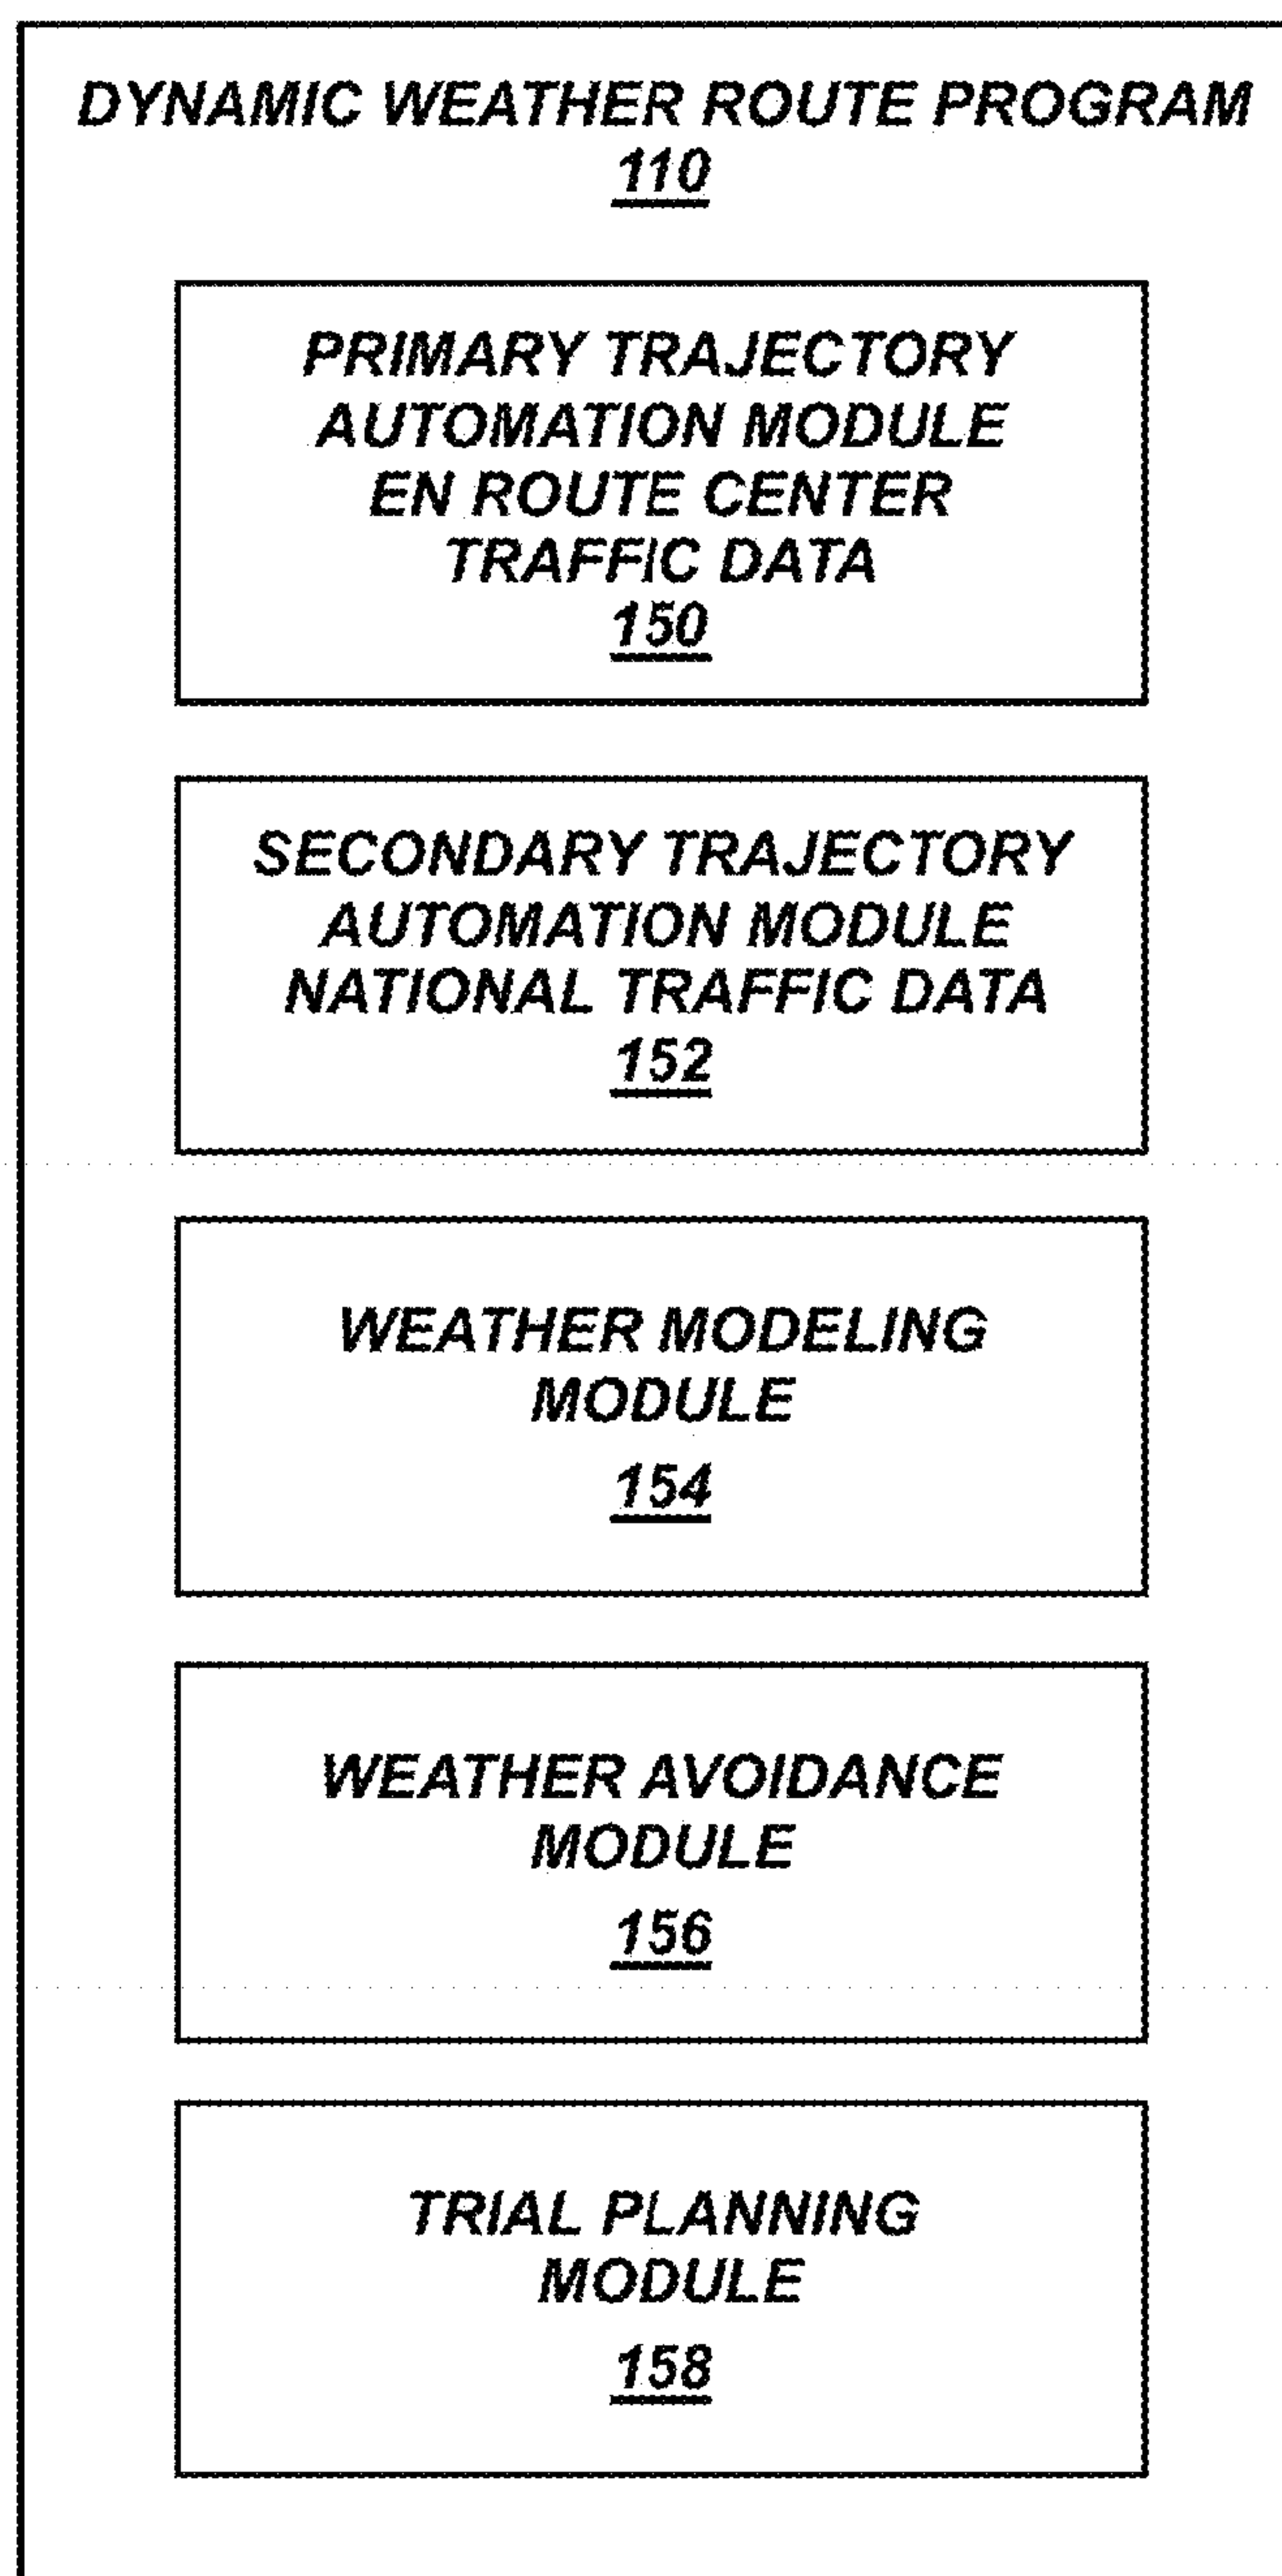 DYNAMIC WEATHER ROUTE PROGRAM
110
PRIMARY TRAJECTORY
AUTOMATION MODULE
EN ROUTE CENTER
TRAFFIC DATA
150
SECONDARY TRAJECTORY
AUTOMATION MODULE
NATIONAL TRAFFIC DATA
152
WEATHER MODELING
MODULE
154
WEATHER AVOIDANCE
MODULE
156
TRIAL PLANNING
MODULE
158